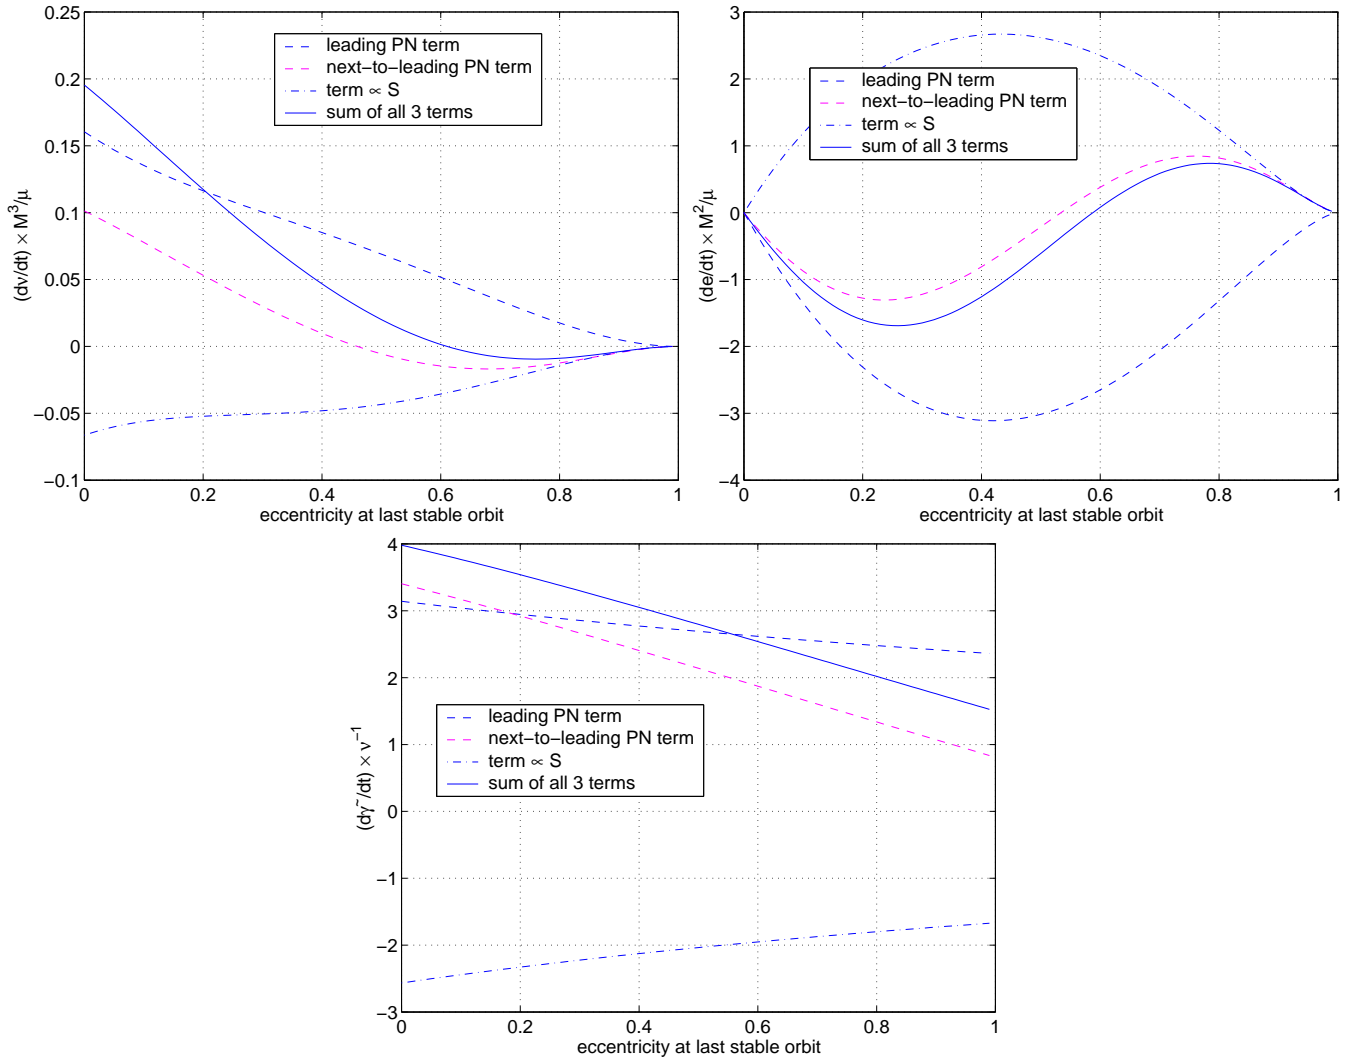 0.25
0.2
0.15
0.1
0.05
0
−0.05
−0.1
(dν/dt) × M³/μ
leading PN term
next−to−leading PN term
term ∝ S
sum of all 3 terms
0 0.2 0.4 0.6 0.8 1
eccentricity at last stable orbit
3
2
1
0
−1
−2
−3
−4
(de/dt) × M²/μ
leading PN term
next−to−leading PN term
term ∝ S
sum of all 3 terms
0 0.2 0.4 0.6 0.8 1
eccentricity at last stable orbit
4
3
2
1
0
−1
−2
−3
(dγ~/dt) × ν⁻¹
leading PN term
next−to−leading PN term
term ∝ S
sum of all 3 terms
0 0.2 0.4 0.6 0.8 1
eccentricity at last stable orbit